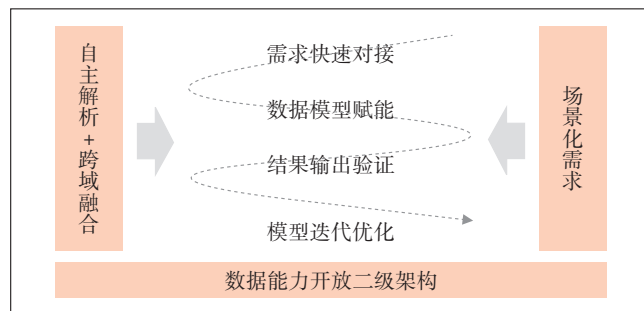 自主解析+跨域融合
需求快速对接
数据模型赋能
结果输出验证
模型迭代优化
场景化需求
数据能力开放二级架构